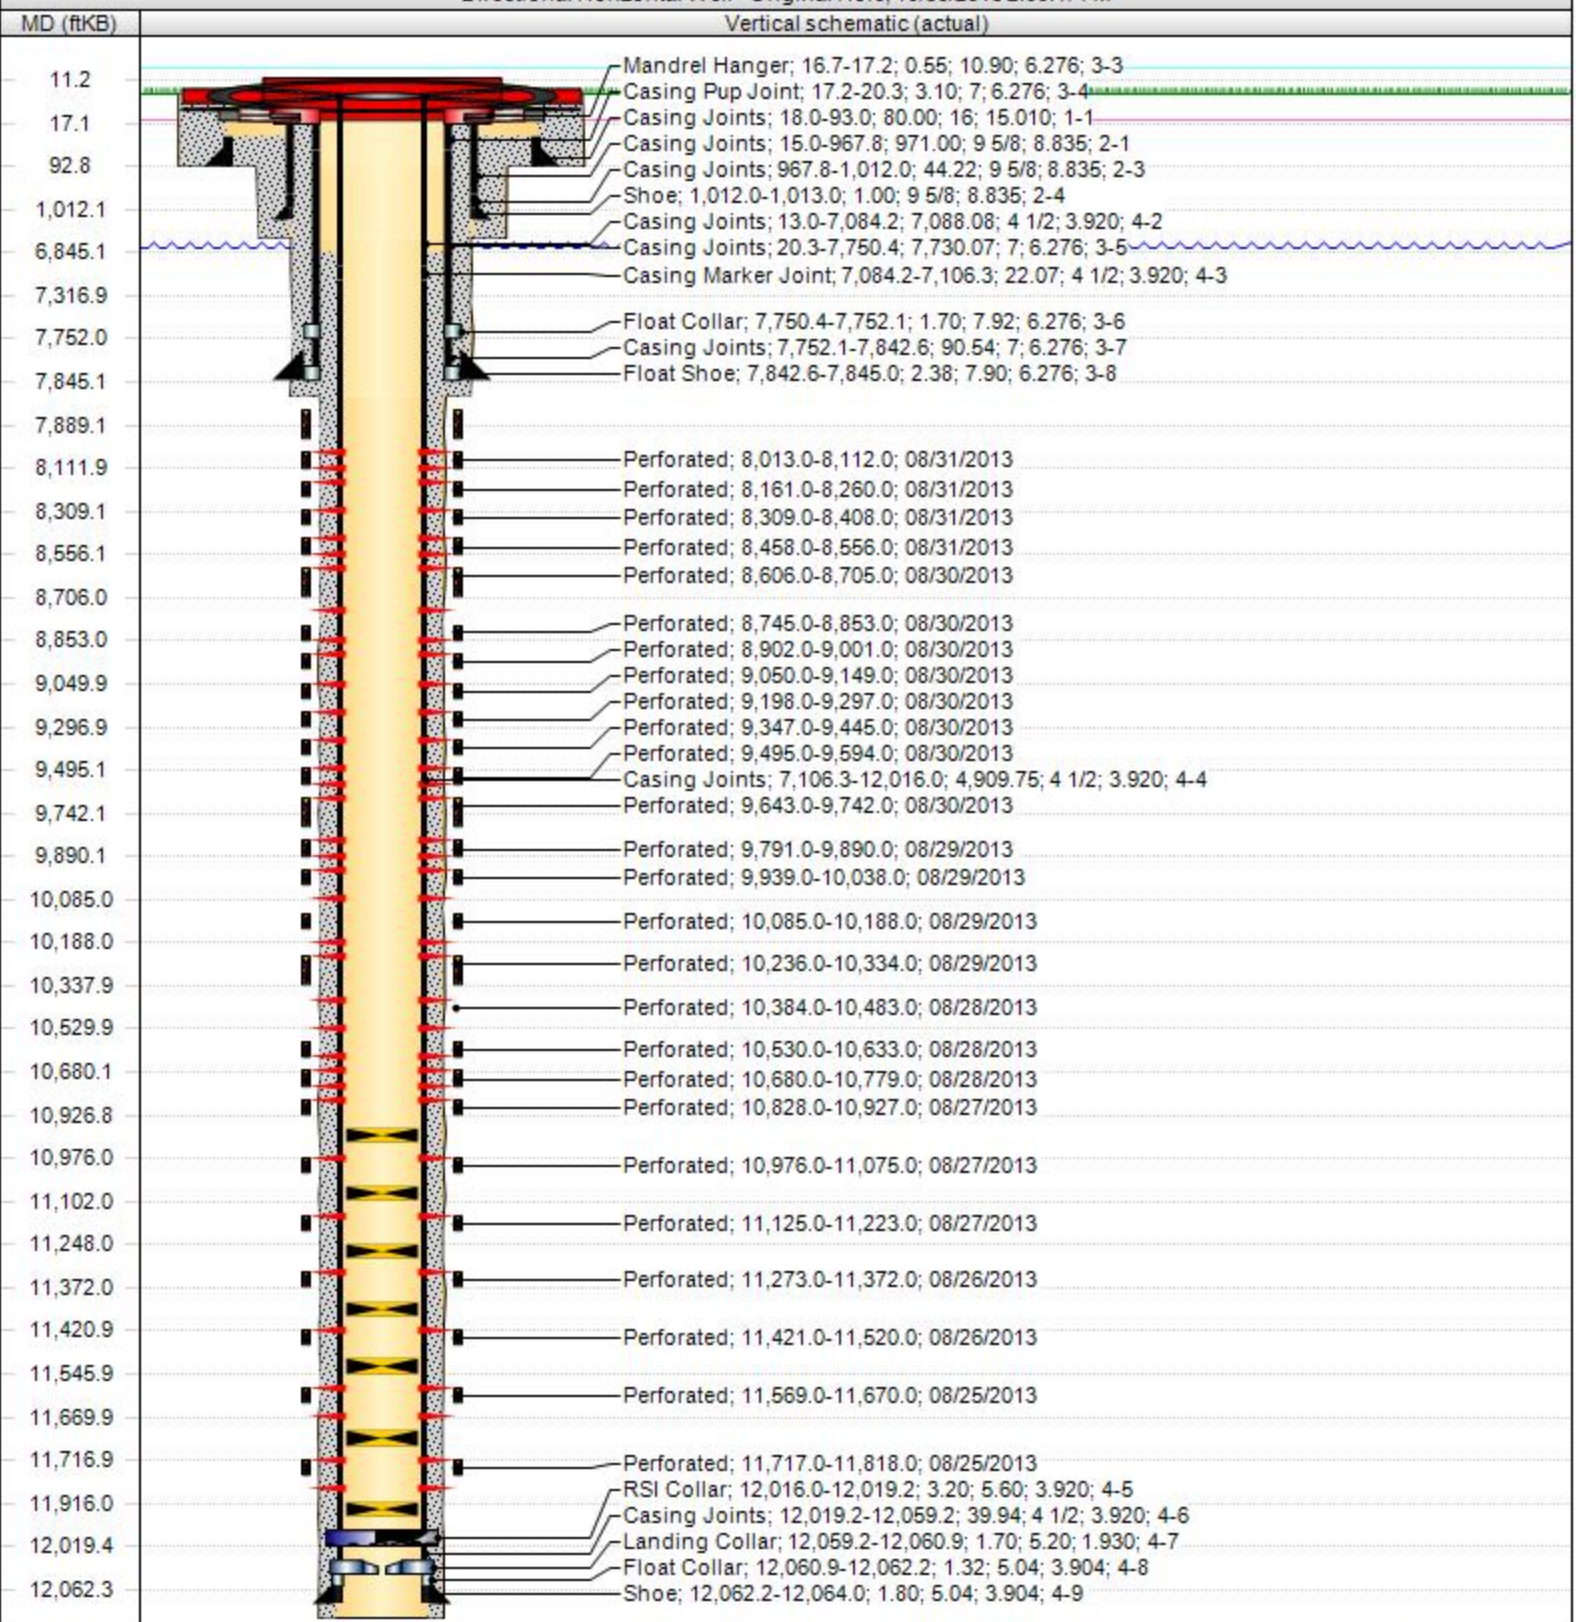 MD (ftKB)
Vertical schematic (actual)
11.2
17.1
92.8
1,012.1
6,845.1
7,316.9
7,752.0
7,845.1
7,889.1
8,111.9
8,309.1
8,556.1
8,706.0
8,853.0
9,049.9
9,296.9
9,495.1
9,742.1
9,890.1
10,085.0
10,188.0
10,337.9
10,529.9
10,680.1
10,926.8
10,976.0
11,102.0
11,248.0
11,372.0
11,420.9
11,545.9
11,669.9
11,716.9
11,916.0
12,019.4
12,062.3
Mandrel Hanger; 16.7-17.2; 0.55; 10.90; 6.276; 3-3
Casing Pup Joint; 17.2-20.3; 3.10; 7; 6.276; 3-4
Casing Joints; 18.0-93.0; 80.00; 16; 15.010; 1-1
Casing Joints; 15.0-967.8; 971.00; 9 5/8; 8.835; 2-1
Casing Joints; 967.8-1,012.0; 44.22; 9 5/8; 8.835; 2-3
Shoe; 1,012.0-1,013.0; 1.00; 9 5/8; 8.835; 2-4
Casing Joints; 13.0-7,084.2; 7,088.08; 4 1/2; 3.920; 4-2
Casing Joints; 20.3-7,750.4; 7,730.07; 7; 6.276; 3-5
Casing Marker Joint; 7,084.2-7,106.3; 22.07; 4 1/2; 3.920; 4-3
Float Collar; 7,750.4-7,752.1; 1.70; 7.92; 6.276; 3-6
Casing Joints; 7,752.1-7,842.6; 90.54; 7; 6.276; 3-7
Float Shoe; 7,842.6-7,845.0; 2.38; 7.90; 6.276; 3-8
Perforated; 8,013.0-8,112.0; 08/31/2013
Perforated; 8,161.0-8,260.0; 08/31/2013
Perforated; 8,309.0-8,408.0; 08/31/2013
Perforated; 8,458.0-8,556.0; 08/31/2013
Perforated; 8,606.0-8,705.0; 08/30/2013
Perforated; 8,745.0-8,853.0; 08/30/2013
Perforated; 8,902.0-9,001.0; 08/30/2013
Perforated; 9,050.0-9,149.0; 08/30/2013
Perforated; 9,198.0-9,297.0; 08/30/2013
Perforated; 9,347.0-9,445.0; 08/30/2013
Perforated; 9,495.0-9,594.0; 08/30/2013
Casing Joints; 7,106.3-12,016.0; 4,909.75; 4 1/2; 3.920; 4-4
Perforated; 9,643.0-9,742.0; 08/30/2013
Perforated; 9,791.0-9,890.0; 08/29/2013
Perforated; 9,939.0-10,038.0; 08/29/2013
Perforated; 10,085.0-10,188.0; 08/29/2013
Perforated; 10,236.0-10,334.0; 08/29/2013
Perforated; 10,384.0-10,483.0; 08/28/2013
Perforated; 10,530.0-10,633.0; 08/28/2013
Perforated; 10,680.0-10,779.0; 08/28/2013
Perforated; 10,828.0-10,927.0; 08/27/2013
Perforated; 10,976.0-11,075.0; 08/27/2013
Perforated; 11,125.0-11,223.0; 08/27/2013
Perforated; 11,273.0-11,372.0; 08/26/2013
Perforated; 11,421.0-11,520.0; 08/26/2013
Perforated; 11,569.0-11,670.0; 08/25/2013
Perforated; 11,717.0-11,818.0; 08/25/2013
RSI Collar; 12,016.0-12,019.2; 3.20; 5.60; 3.920; 4-5
Casing Joints; 12,019.2-12,059.2; 39.94; 4 1/2; 3.920; 4-6
Landing Collar; 12,059.2-12,060.9; 1.70; 5.20; 1.930; 4-7
Float Collar; 12,060.9-12,062.2; 1.32; 5.04; 3.904; 4-8
Shoe; 12,062.2-12,064.0; 1.80; 5.04; 3.904; 4-9